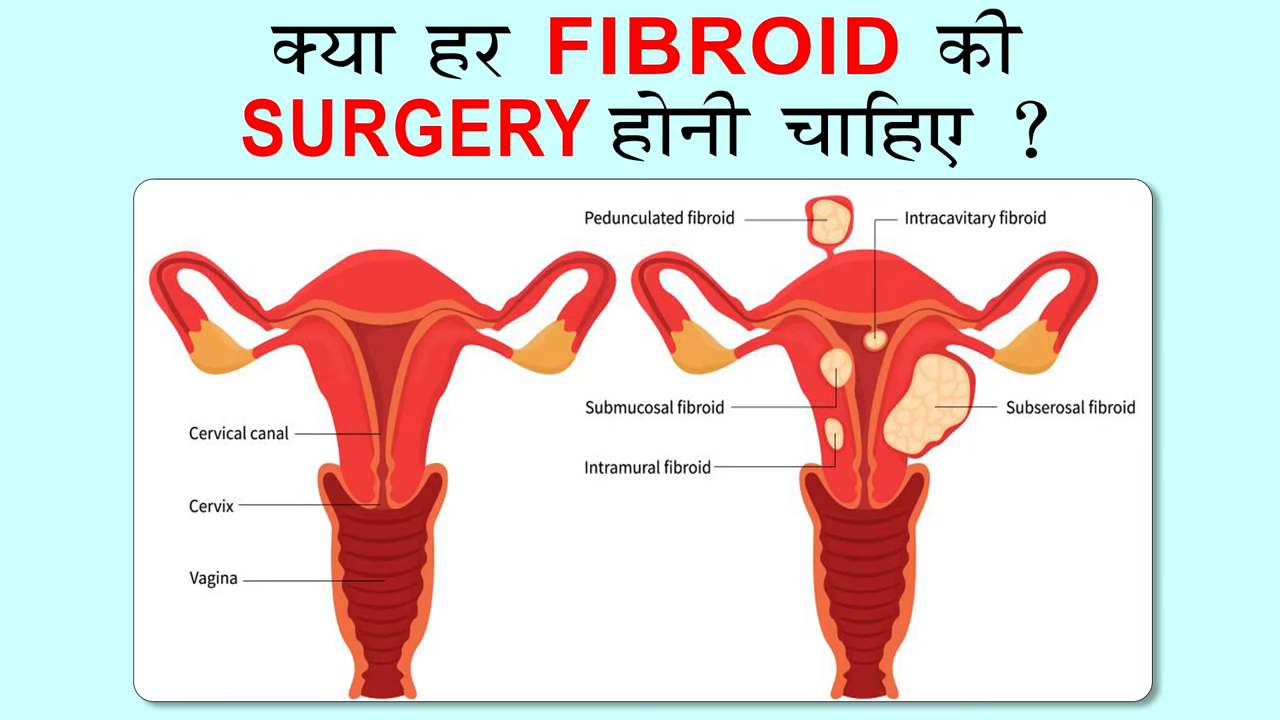 क्या हर FIBROID की
SURGERY होनी चाहिए ?
Pedunculated fibroid
Intracavitary fibroid
Cervical canal
Cervix
Vagina
Submucosal fibroid
Subserosal fibroid
Intramural fibroid